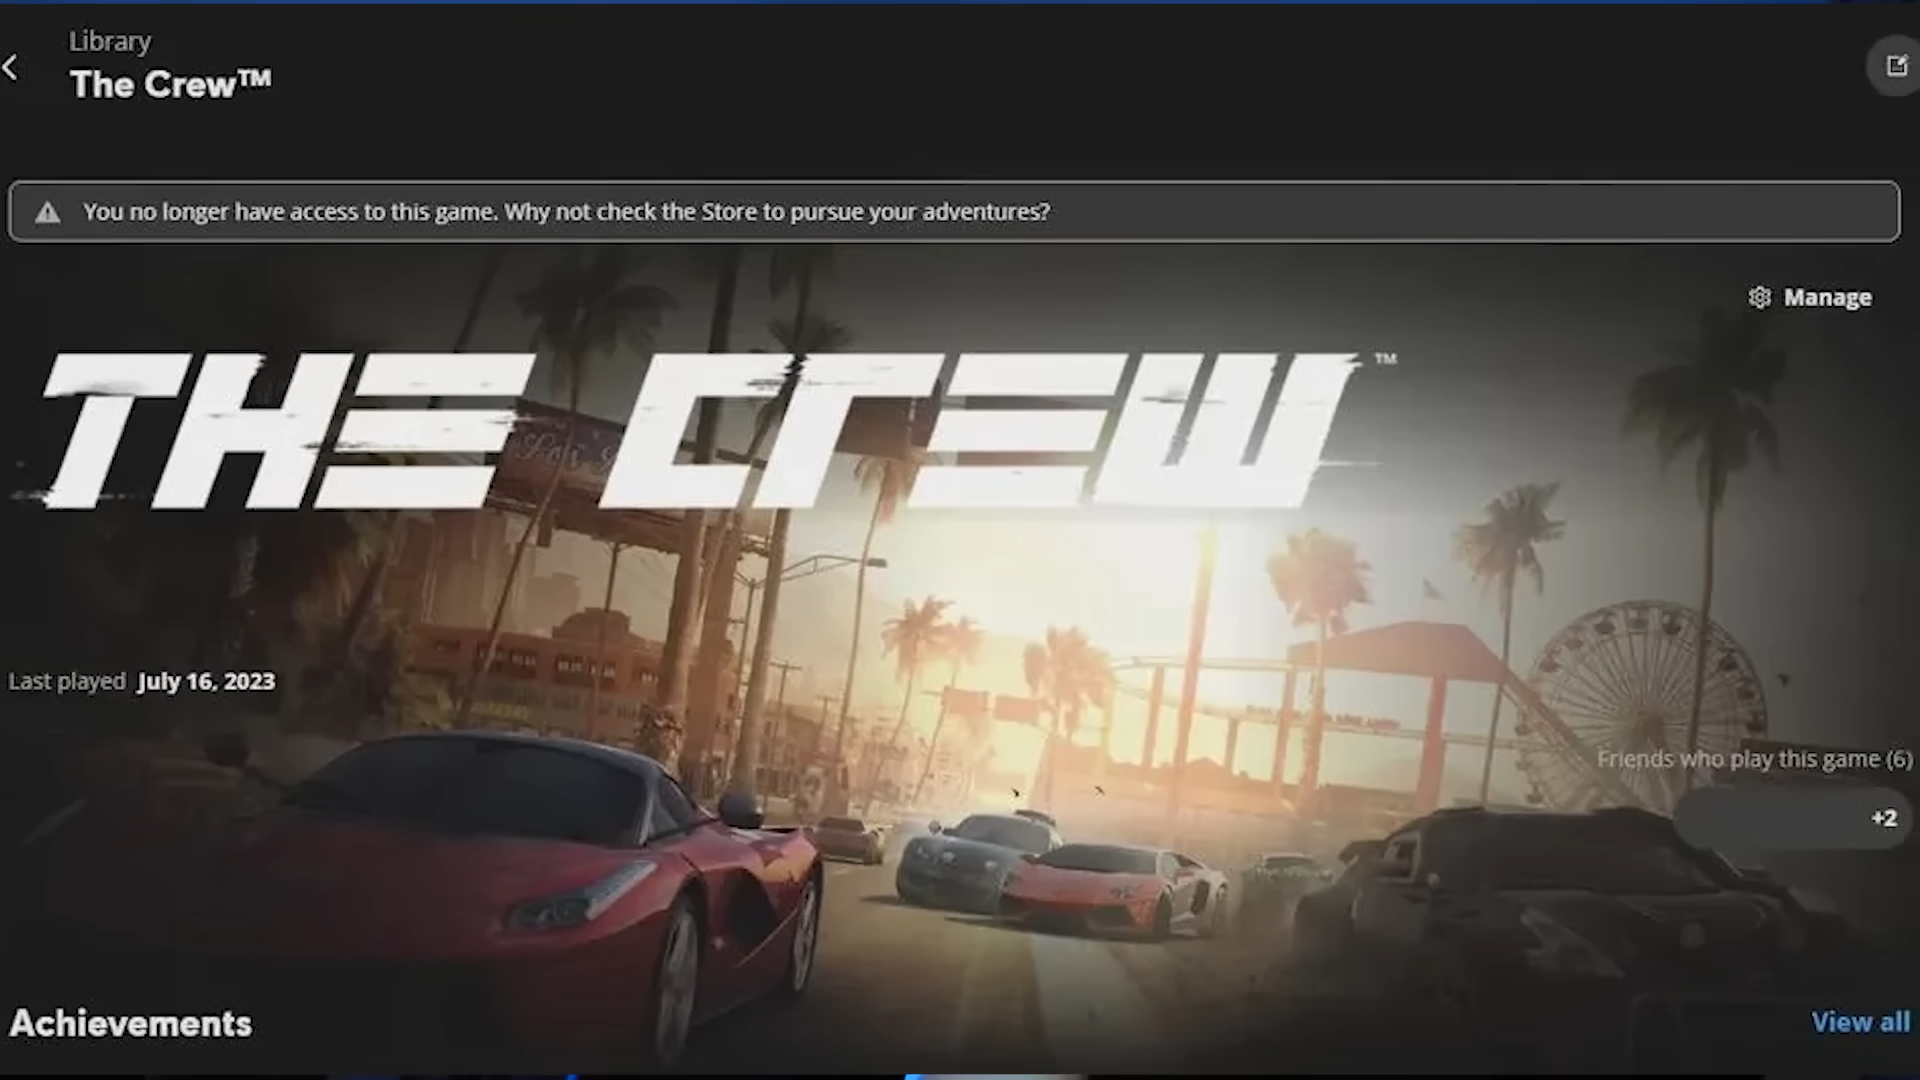 Library
The Crew™
You no longer have access to this game. Why not check the Store to pursue your adventures?
Manage
THE CREW™
Last played July 16, 2023
Friends who play this game (6)
+2
Achievements
View all